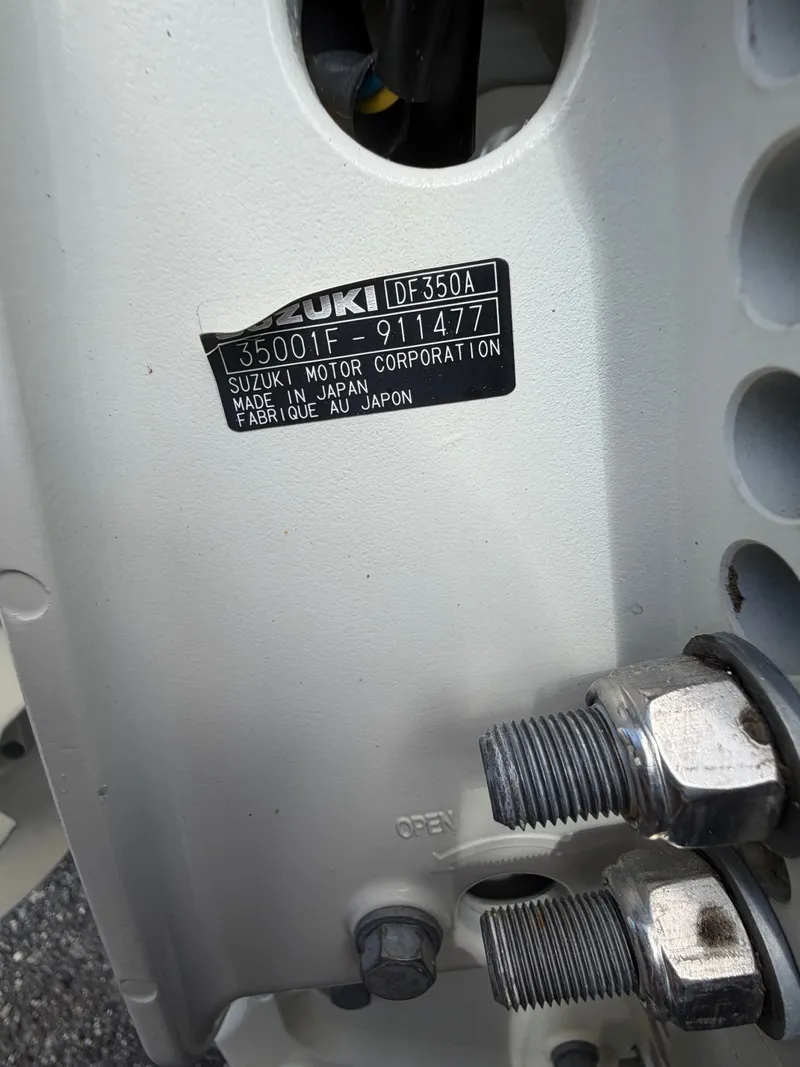 SUZUKI DF350A
35001F-911477
SUZUKI MOTOR CORPORATION
MADE IN JAPAN
FABRIQUE AU JAPON
OPEN